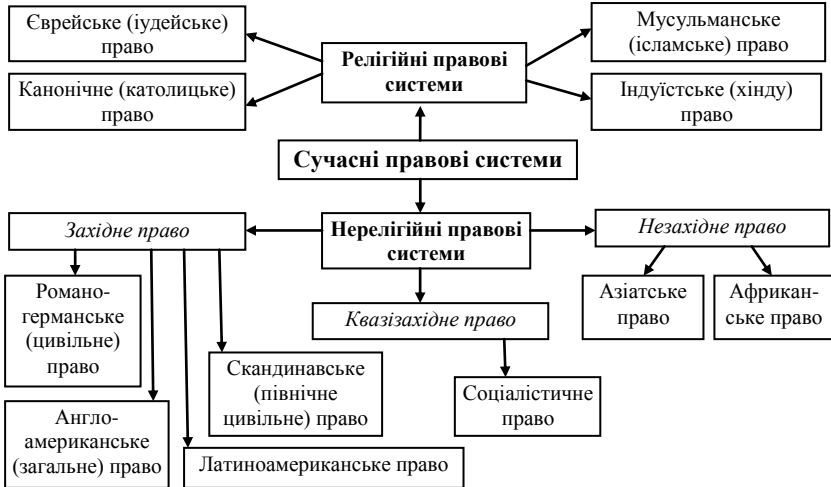 Єврейське (іудейське)
право
Мусульманське
(ісламське) право
Релігійні правові
системи
Канонічне (католицьке)
право
Індуїстське (хінду)
право
Сучасні правові системи
Західне право
Нерелігійні правові
системи
Незахідне право
Романо-
германське
(цивільне)
право
Квазізахідне право
Азіатське
право
Африкан-
ське право
Скандинавське
(північне
цивільне) право
Соціалістичне
право
Англо-
американське
(загальне) право
Латиноамериканське право